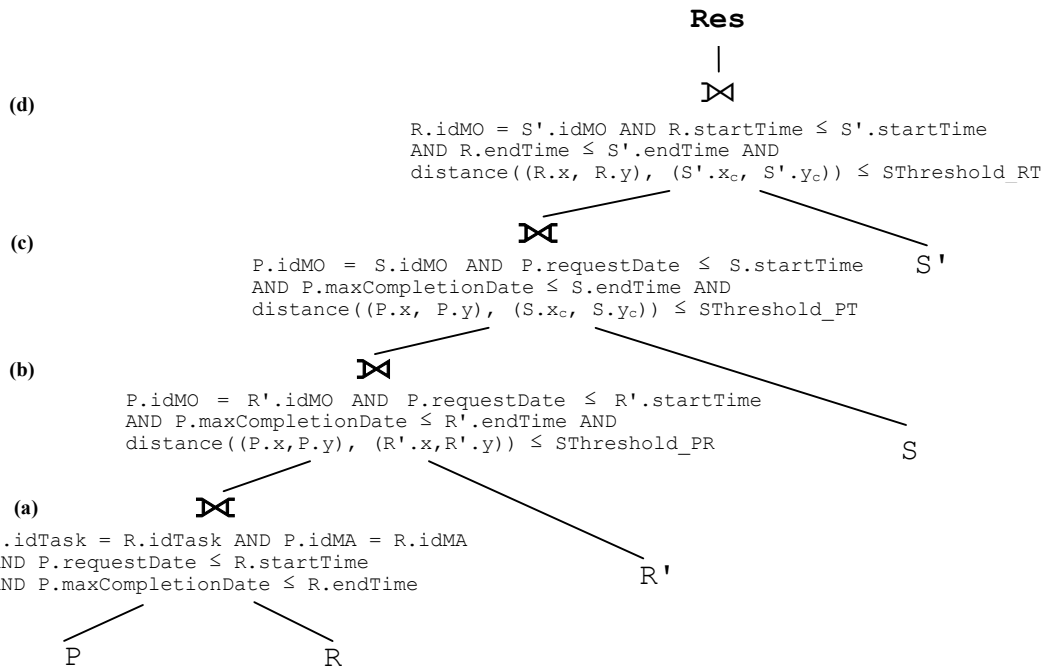 Res
(d)
R.idMO = S'.idMO AND R.startTime ≤ S'.startTime
AND R.endTime ≤ S'.endTime AND
distance((R.x, R.y), (S'.xc, S'.yc)) ≤ SThreshold_RT
(c)
P.idMO = S.idMO AND P.requestDate ≤ S.startTime
AND P.maxCompletionDate ≤ S.endTime AND
distance((P.x, P.y), (S.xc, S.yc)) ≤ SThreshold_PT
S'
(b)
P.idMO = R'.idMO AND P.requestDate ≤ R'.startTime
AND P.maxCompletionDate ≤ R'.endTime AND
distance((P.x,P.y), (R'.x,R'.y)) ≤ SThreshold_PR
S
(a)
.idTask = R.idTask AND P.idMA = R.idMA
AND P.requestDate ≤ R.startTime
AND P.maxCompletionDate ≤ R.endTime
R'
P R